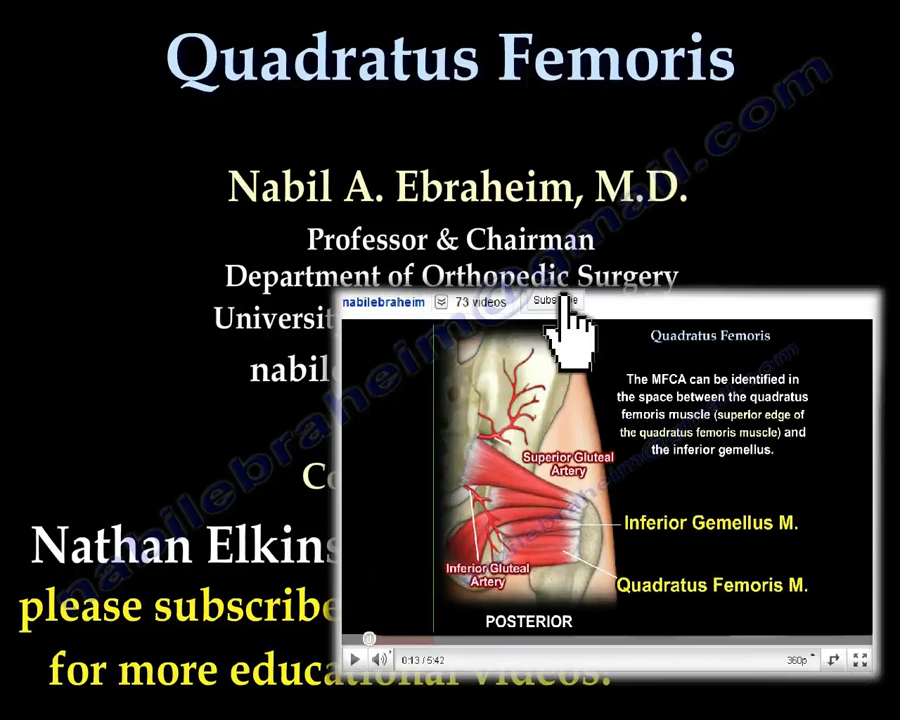 Quadratus Femoris
Nabil A. Ebraheim, M.D.
Professor & Chairman
Department of Orthopedic Surgery
nabilebraheim 73 videos
Quadratus Femoris
The MFCA can be identified in
the space between the quadratus
femoris muscle (superior edge of
the quadratus femoris muscle) and
the inferior gemellus.
Superior Gluteal
Artery
Inferior Gemellus M.
Inferior Gluteal
Artery
Quadratus Femoris M.
POSTERIOR
0:13 / 5:42
360p
Nathan Elkins
please subscribe
for more educational videos.
nabilebraheim@gmail.com